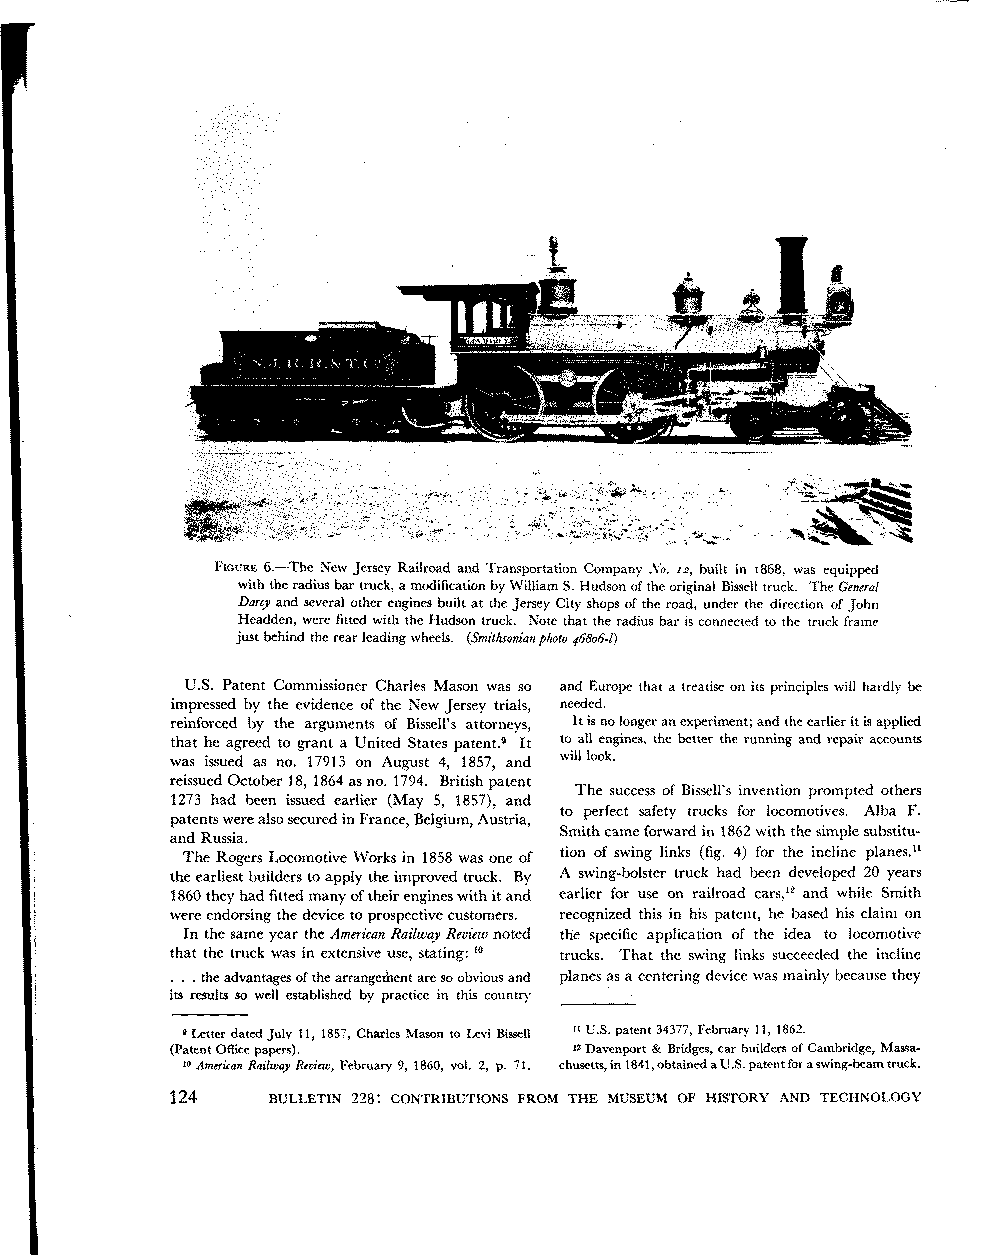 N.J.R.R.& T.Co
FIGURE 6.—The New Jersey Railroad and Transportation Company No. 12, built in 1868, was equipped
with the radius bar truck, a modification by William S. Hudson of the original Bissell truck. The General
Darcy and several other engines built at the Jersey City shops of the road, under the direction of John
Headden, were fitted with the Hudson truck. Note that the radius bar is connected to the truck frame
just behind the rear leading wheels. (Smithsonian photo 46806-l)
U.S. Patent Commissioner Charles Mason was so
impressed by the evidence of the New Jersey trials,
reinforced by the arguments of Bissell's attorneys,
that he agreed to grant a United States patent.⁹ It
was issued as no. 17913 on August 4, 1857, and
reissued October 18, 1864 as no. 1794. British patent
1273 had been issued earlier (May 5, 1857), and
patents were also secured in France, Belgium, Austria,
and Russia.
The Rogers Locomotive Works in 1858 was one of
the earliest builders to apply the improved truck. By
1860 they had fitted many of their engines with it and
were endorsing the device to prospective customers.
In the same year the American Railway Review noted
that the truck was in extensive use, stating: ¹⁰
. . . the advantages of the arrangement are so obvious and
its results so well established by practice in this country
⁹ Letter dated July 11, 1857, Charles Mason to Levi Bissell
(Patent Office papers).
¹⁰ American Railway Review, February 9, 1860, vol. 2, p. 71.
and Europe that a treatise on its principles will hardly be
needed.
It is no longer an experiment; and the earlier it is applied
to all engines, the better the running and repair accounts
will look.
The success of Bissell's invention prompted others
to perfect safety trucks for locomotives. Alba F.
Smith came forward in 1862 with the simple substitu-
tion of swing links (fig. 4) for the incline planes.¹¹
A swing-bolster truck had been developed 20 years
earlier for use on railroad cars,¹² and while Smith
recognized this in his patent, he based his claim on
the specific application of the idea to locomotive
trucks. That the swing links succeeded the incline
planes as a centering device was mainly because they
¹¹ U.S. patent 34377, February 11, 1862.
¹² Davenport & Bridges, car builders of Cambridge, Massa-
chusetts, in 1841, obtained a U.S. patent for a swing-beam truck.
124 BULLETIN 228: CONTRIBUTIONS FROM THE MUSEUM OF HISTORY AND TECHNOLOGY